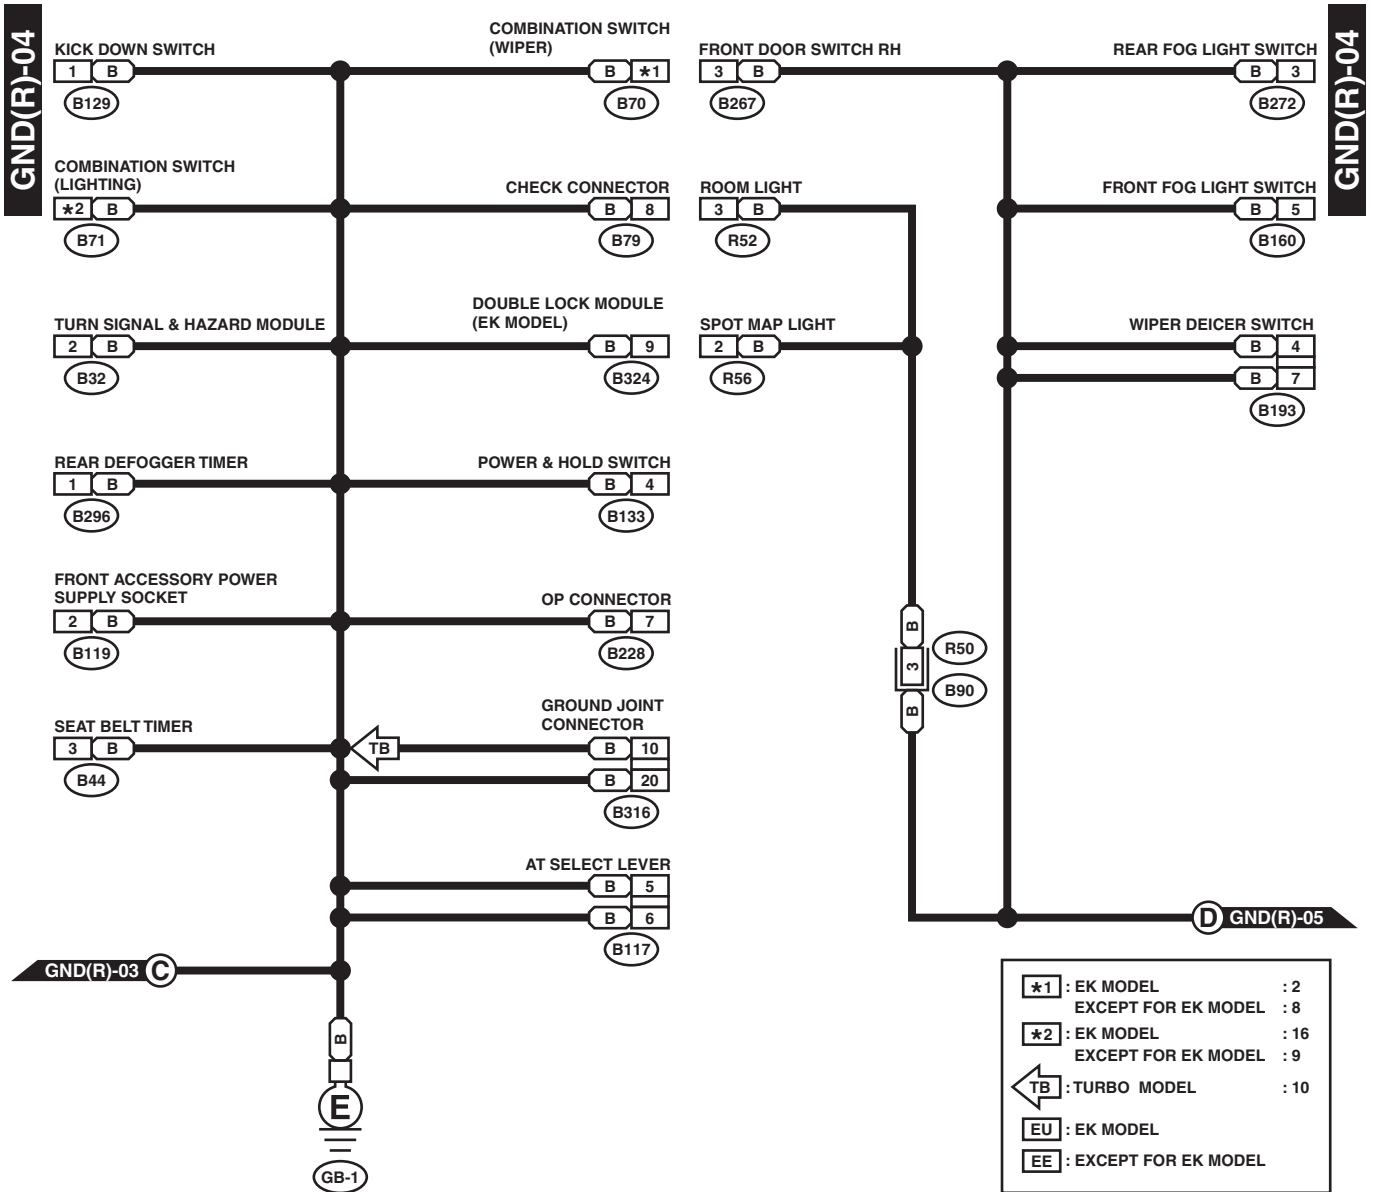 GND(R)-04
KICK DOWN SWITCH
1 B
B129
COMBINATION SWITCH
(LIGHTING)
*2 B
B71
TURN SIGNAL & HAZARD MODULE
2 B
B32
REAR DEFOGGER TIMER
1 B
B296
FRONT ACCESSORY POWER
SUPPLY SOCKET
2 B
B119
SEAT BELT TIMER
3 B
B44
GND(R)-03 C
COMBINATION SWITCH
(WIPER)
B *1
B70
CHECK CONNECTOR
B 8
B79
DOUBLE LOCK MODULE
(EK MODEL)
B 9
B324
POWER & HOLD SWITCH
B 4
B133
OP CONNECTOR
B 7
B228
GROUND JOINT
CONNECTOR
TB B 10
B 20
B316
AT SELECT LEVER
B 5
B 6
B117
B
E
GB-1
FRONT DOOR SWITCH RH
3 B
B267
ROOM LIGHT
3 B
R52
SPOT MAP LIGHT
2 B
R56
B
3
B
R50
B90
REAR FOG LIGHT SWITCH
B 3
B272
FRONT FOG LIGHT SWITCH
B 5
B160
WIPER DEICER SWITCH
B 4
B 7
B193
D GND(R)-05
GND(R)-04
*1 : EK MODEL : 2
EXCEPT FOR EK MODEL : 8
*2 : EK MODEL : 16
EXCEPT FOR EK MODEL : 9
TB : TURBO MODEL : 10
EU : EK MODEL
EE : EXCEPT FOR EK MODEL